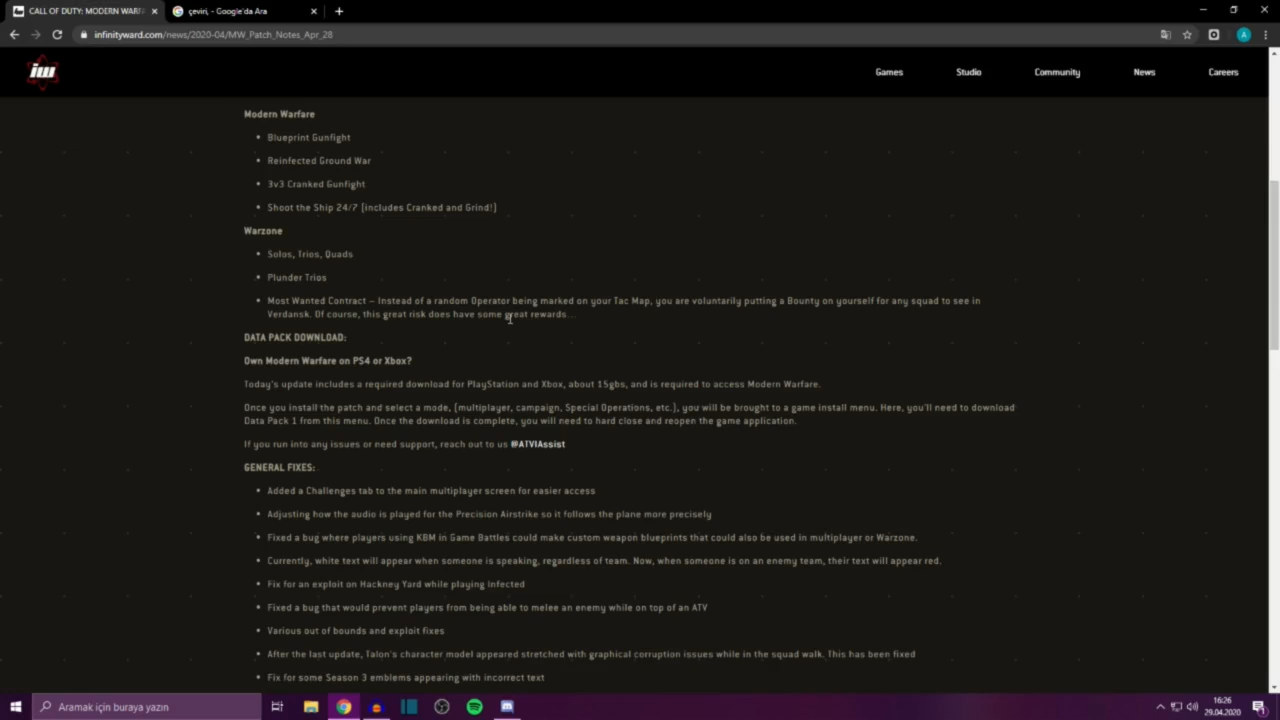 CALL OF DUTY: MODERN WARF
çeviri, - Google'da Ara
infinityward.com/news/2020-04/MW_Patch_Notes_Apr_28
A
iw
Games
Studio
Community
News
Careers
Modern Warfare
Blueprint Gunfight
Reinfected Ground War
3v3 Cranked Gunfight
Shoot the Ship 24/7 (includes Cranked and Grind!)
Warzone
Solos, Trios, Quads
Plunder Trios
Most Wanted Contract – Instead of a random Operator being marked on your Tac Map, you are voluntarily putting a Bounty on yourself for any squad to see in
Verdansk. Of course, this great risk does have some great rewards…
DATA PACK DOWNLOAD:
Own Modern Warfare on PS4 or Xbox?
Today's update includes a required download for PlayStation and Xbox, about 15gbs, and is required to access Modern Warfare.
Once you install the patch and select a mode, (multiplayer, campaign, Special Operations, etc.), you will be brought to a game install menu. Here, you'll need to download
Data Pack 1 from this menu. Once the download is complete, you will need to hard close and reopen the game application.
If you run into any issues or need support, reach out to us @ATVIAssist
GENERAL FIXES:
Added a Challenges tab to the main multiplayer screen for easier access
Adjusting how the audio is played for the Precision Airstrike so it follows the plane more precisely
Fixed a bug where players using KBM in Game Battles could make custom weapon blueprints that could also be used in multiplayer or Warzone.
Currently, white text will appear when someone is speaking, regardless of team. Now, when someone is on an enemy team, their text will appear red.
Fix for an exploit on Hackney Yard while playing Infected
Fixed a bug that would prevent players from being able to melee an enemy while on top of an ATV
Various out of bounds and exploit fixes
After the last update, Talon's character model appeared stretched with graphical corruption issues while in the squad walk. This has been fixed
Fix for some Season 3 emblems appearing with incorrect text
Aramak için buraya yazın
16:26
29.04.2020
1